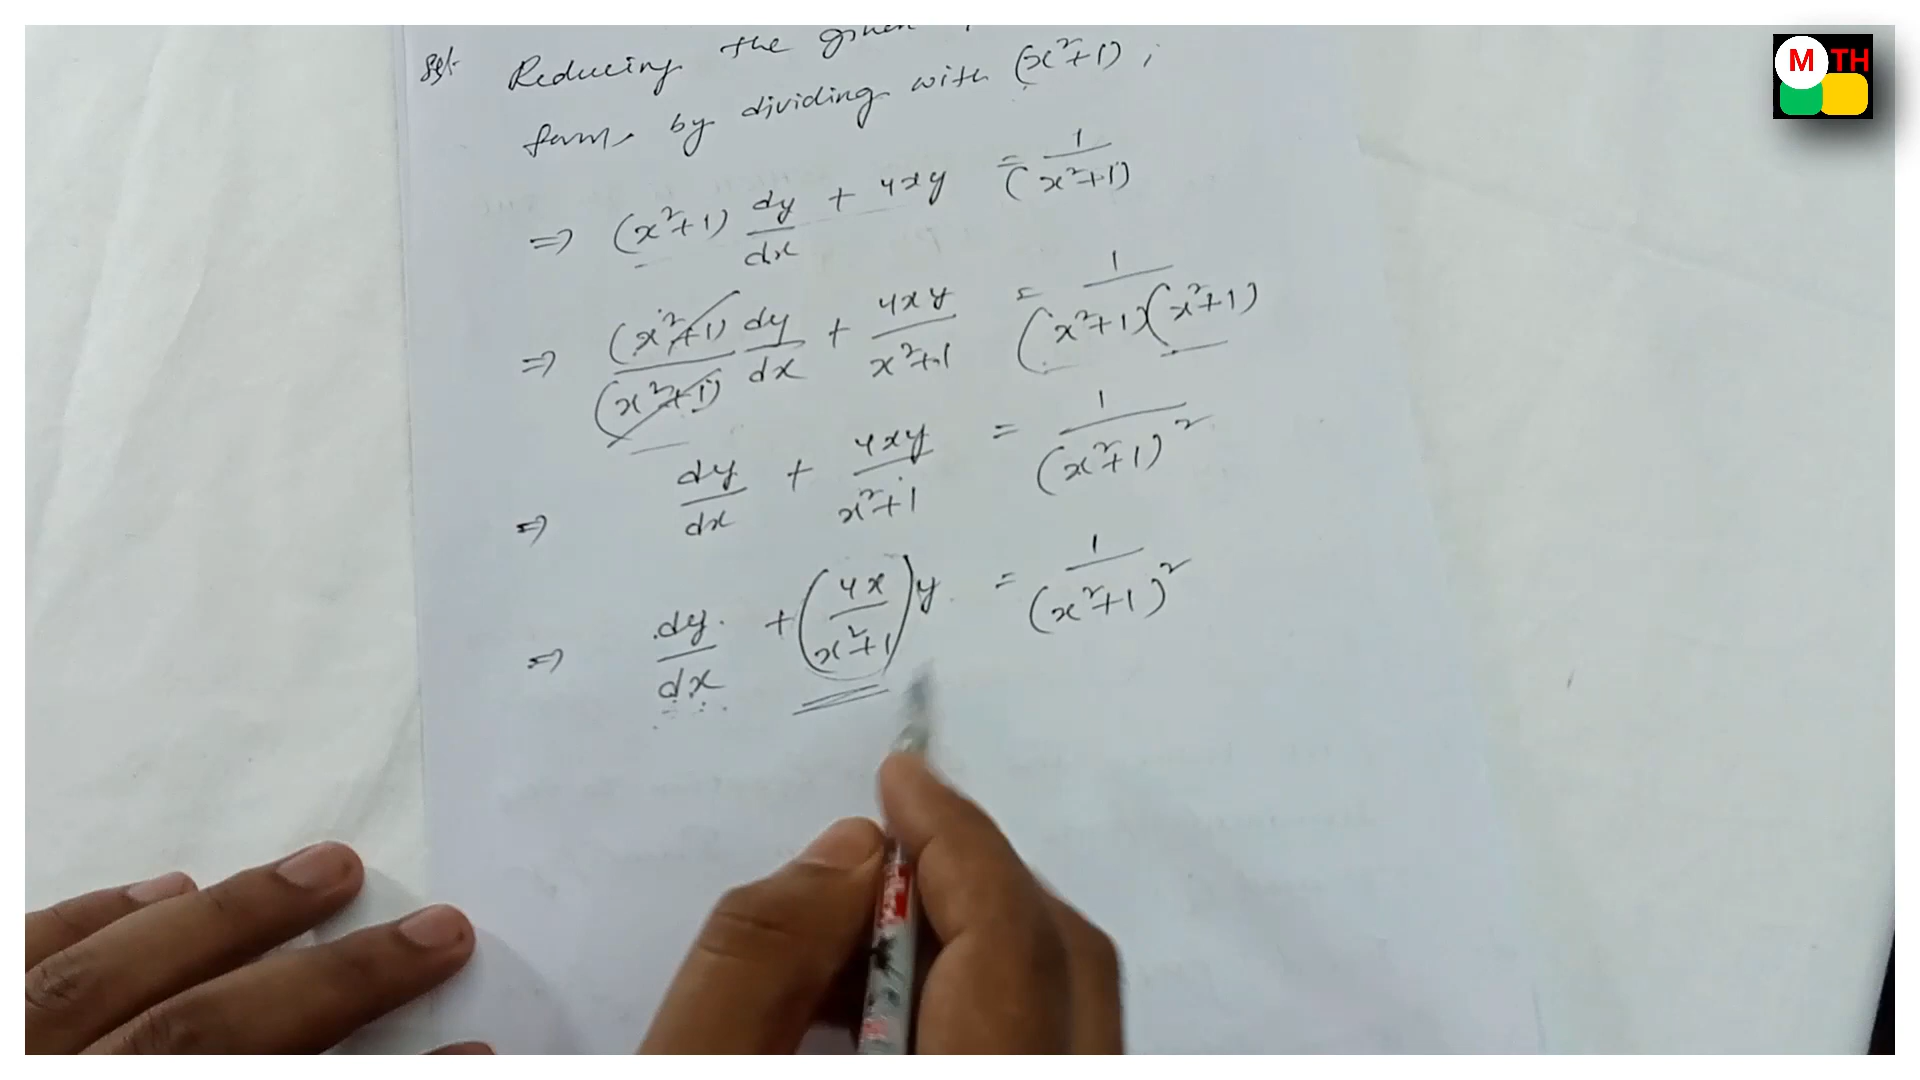 M TH
Sol- Reducing the given
form, by dividing with (x²+1),
⇒ (x²+1) dy/dx + 4xy = 1/(x²+1)
⇒ (x²+1)/(x²+1) dy/dx + 4xy/x²+1 = 1/(x²+1)(x²+1)
⇒ dy/dx + 4xy/x²+1 = 1/(x²+1)²
⇒ dy/dx + (4x/x²+1)y = 1/(x²+1)²